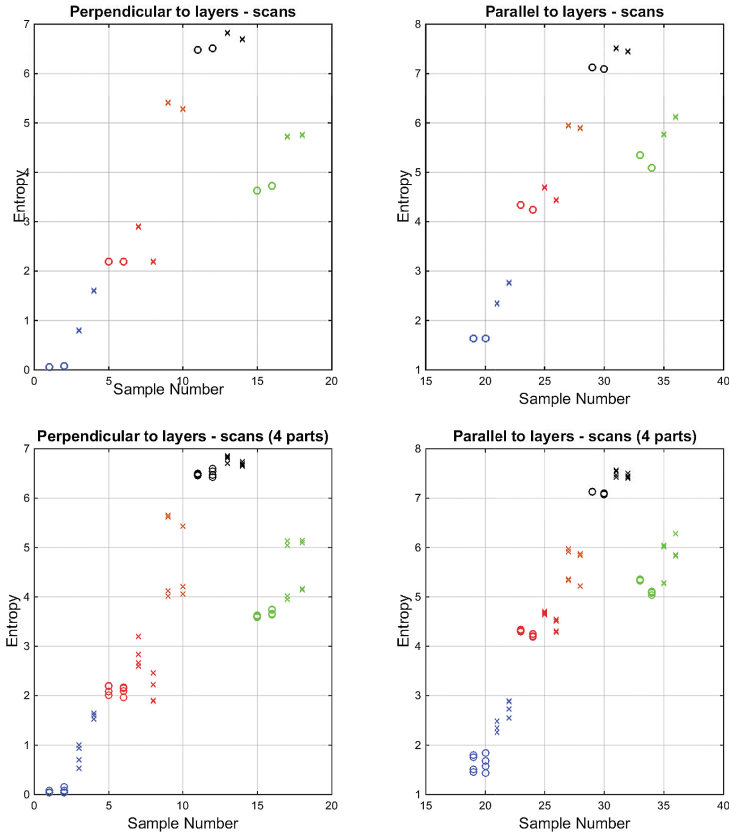 Perpendicular to layers - scans
7
6
5
4
3
2
1
0
Entropy
0 5 10 15 20
Sample Number
Parallel to layers - scans
8
7
6
5
4
3
2
1
Entropy
15 20 25 30 35 40
Sample Number
Perpendicular to layers - scans (4 parts)
7
6
5
4
3
2
1
0
Entropy
0 5 10 15 20
Sample Number
Parallel to layers - scans (4 parts)
8
7
6
5
4
3
2
1
Entropy
15 20 25 30 35 40
Sample Number